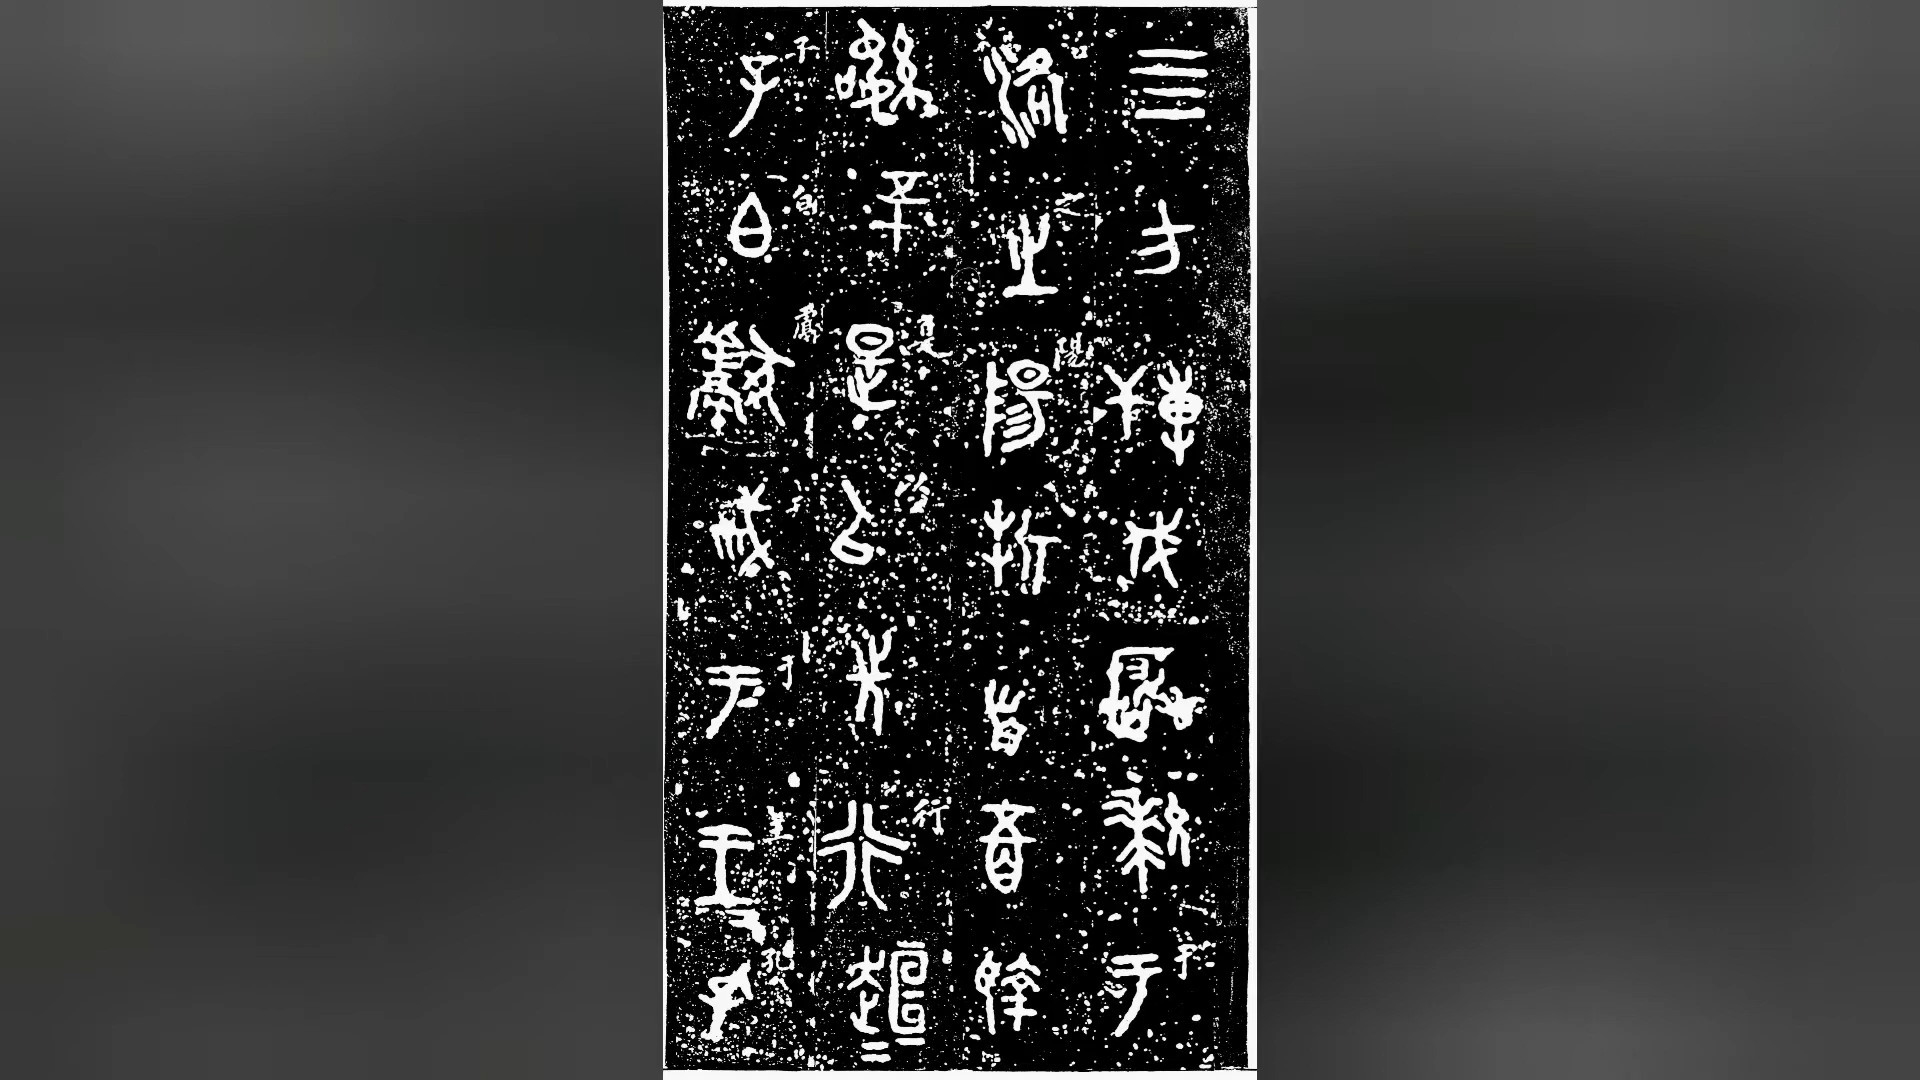 亖方搏伐玁狁于
洛之陽折首五百執
訊五十是以先行桓=
子白獻馘于王=孔